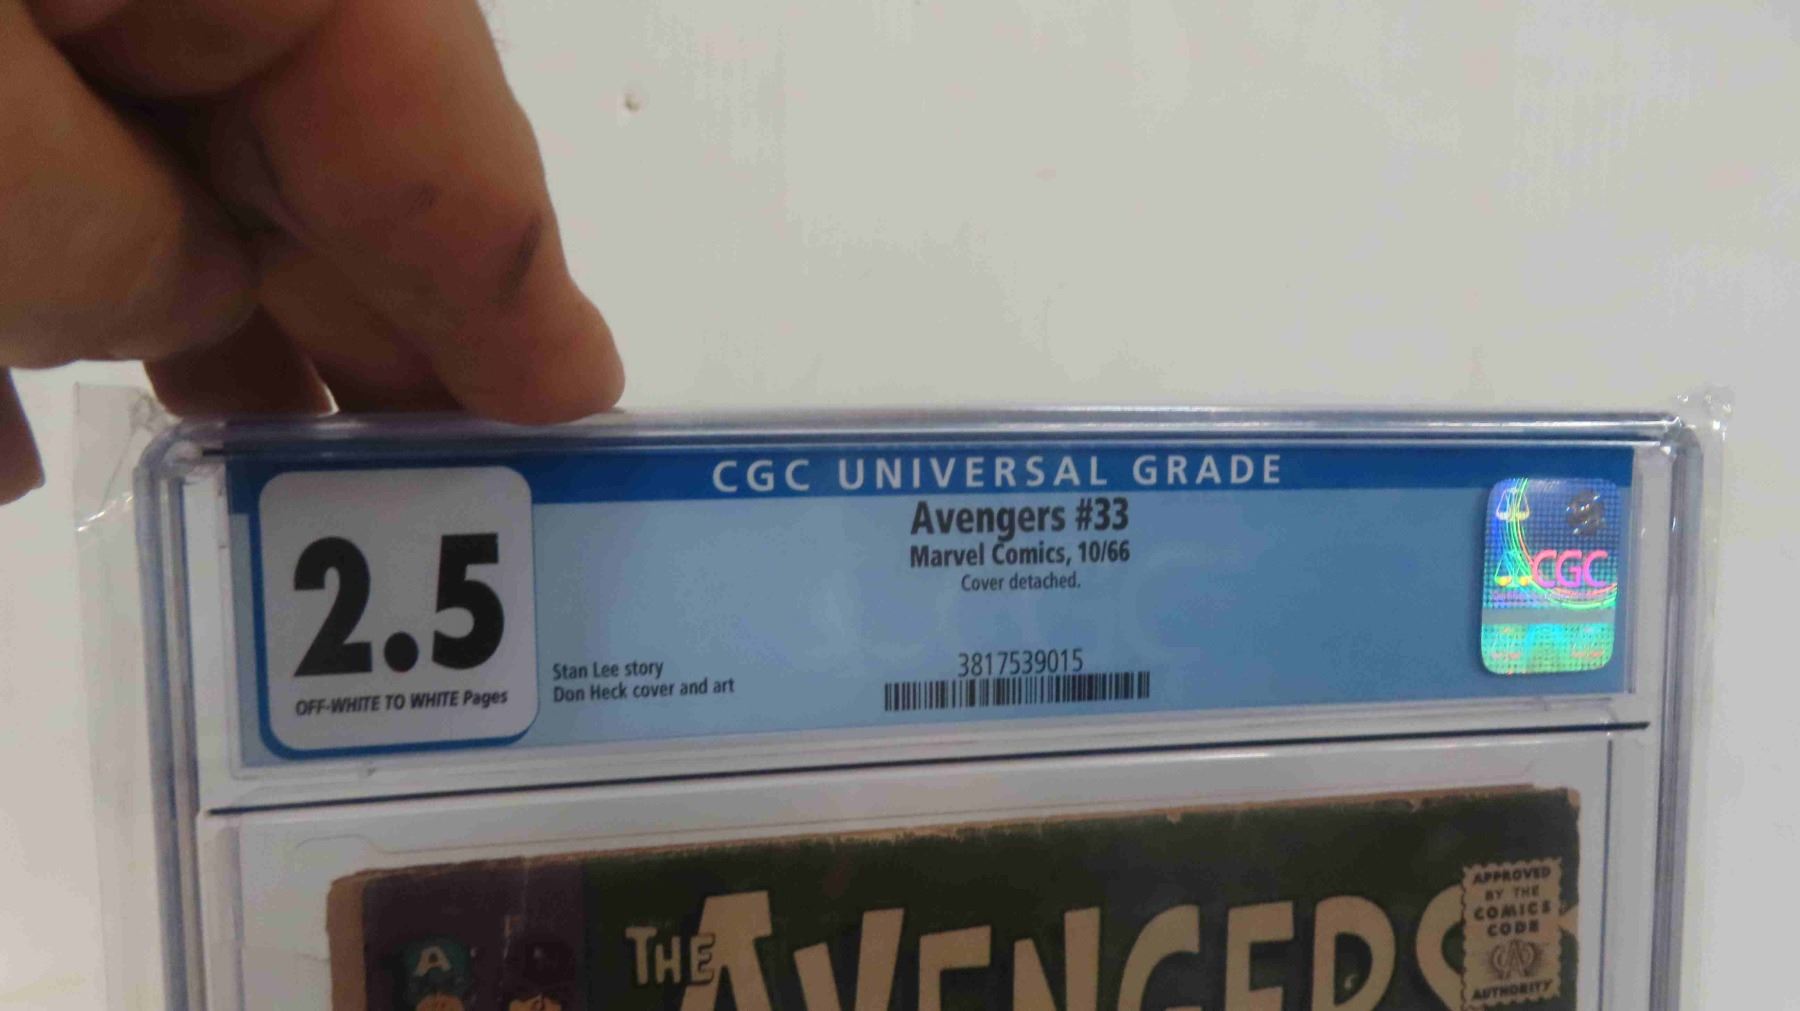 CGC UNIVERSAL GRADE
2.5
OFF-WHITE TO WHITE Pages
Avengers #33
Marvel Comics, 10/66
Cover detached.
Stan Lee story
Don Heck cover and art
3817539015
CGC
THE AVENGERS
A
APPROVED
BY THE
COMICS
CODE
CA
AUTHORITY